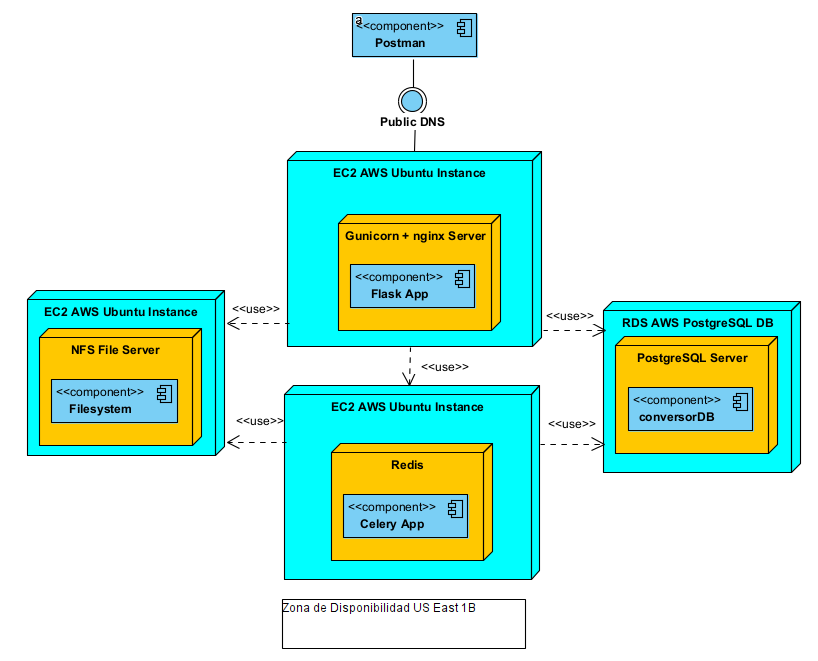 a
<<component>>
Postman
Public DNS
EC2 AWS Ubuntu Instance
Gunicorn + nginx Server
<<component>>
Flask App
<<use>>
<<use>>
EC2 AWS Ubuntu Instance
NFS File Server
<<component>>
Filesystem
RDS AWS PostgreSQL DB
PostgreSQL Server
<<component>>
conversorDB
<<use>>
<<use>>
<<use>>
EC2 AWS Ubuntu Instance
Redis
<<component>>
Celery App
Zona de Disponibilidad US East 1B